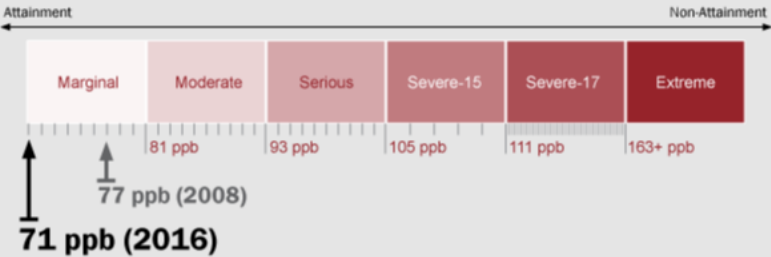 Attainment Non-Attainment
Marginal Moderate Serious Severe-15 Severe-17 Extreme
81 ppb 93 ppb 105 ppb 111 ppb 163+ ppb
77 ppb (2008)
71 ppb (2016)